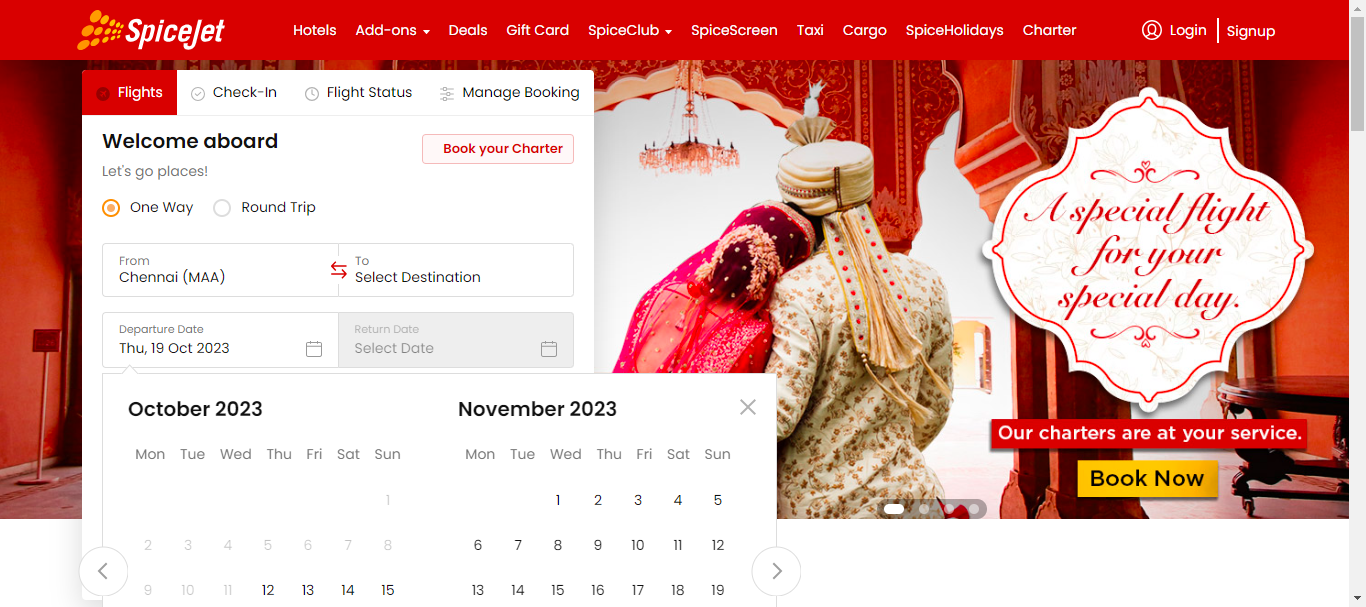 SpiceJet
Hotels Add-ons Deals Gift Card SpiceClub SpiceScreen Taxi Cargo SpiceHolidays Charter Login Signup
Flights Check-In Flight Status Manage Booking
Welcome aboard
Book your Charter
Let's go places!
One Way Round Trip
From
Chennai (MAA)
To
Select Destination
Departure Date
Thu, 19 Oct 2023
Return Date
Select Date
October 2023
Mon Tue Wed Thu Fri Sat Sun
1
2 3 4 5 6 7 8
9 10 11 12 13 14 15
November 2023
Mon Tue Wed Thu Fri Sat Sun
1 2 3 4 5
6 7 8 9 10 11 12
13 14 15 16 17 18 19
A special flight
for your
special day.
Our charters are at your service.
Book Now